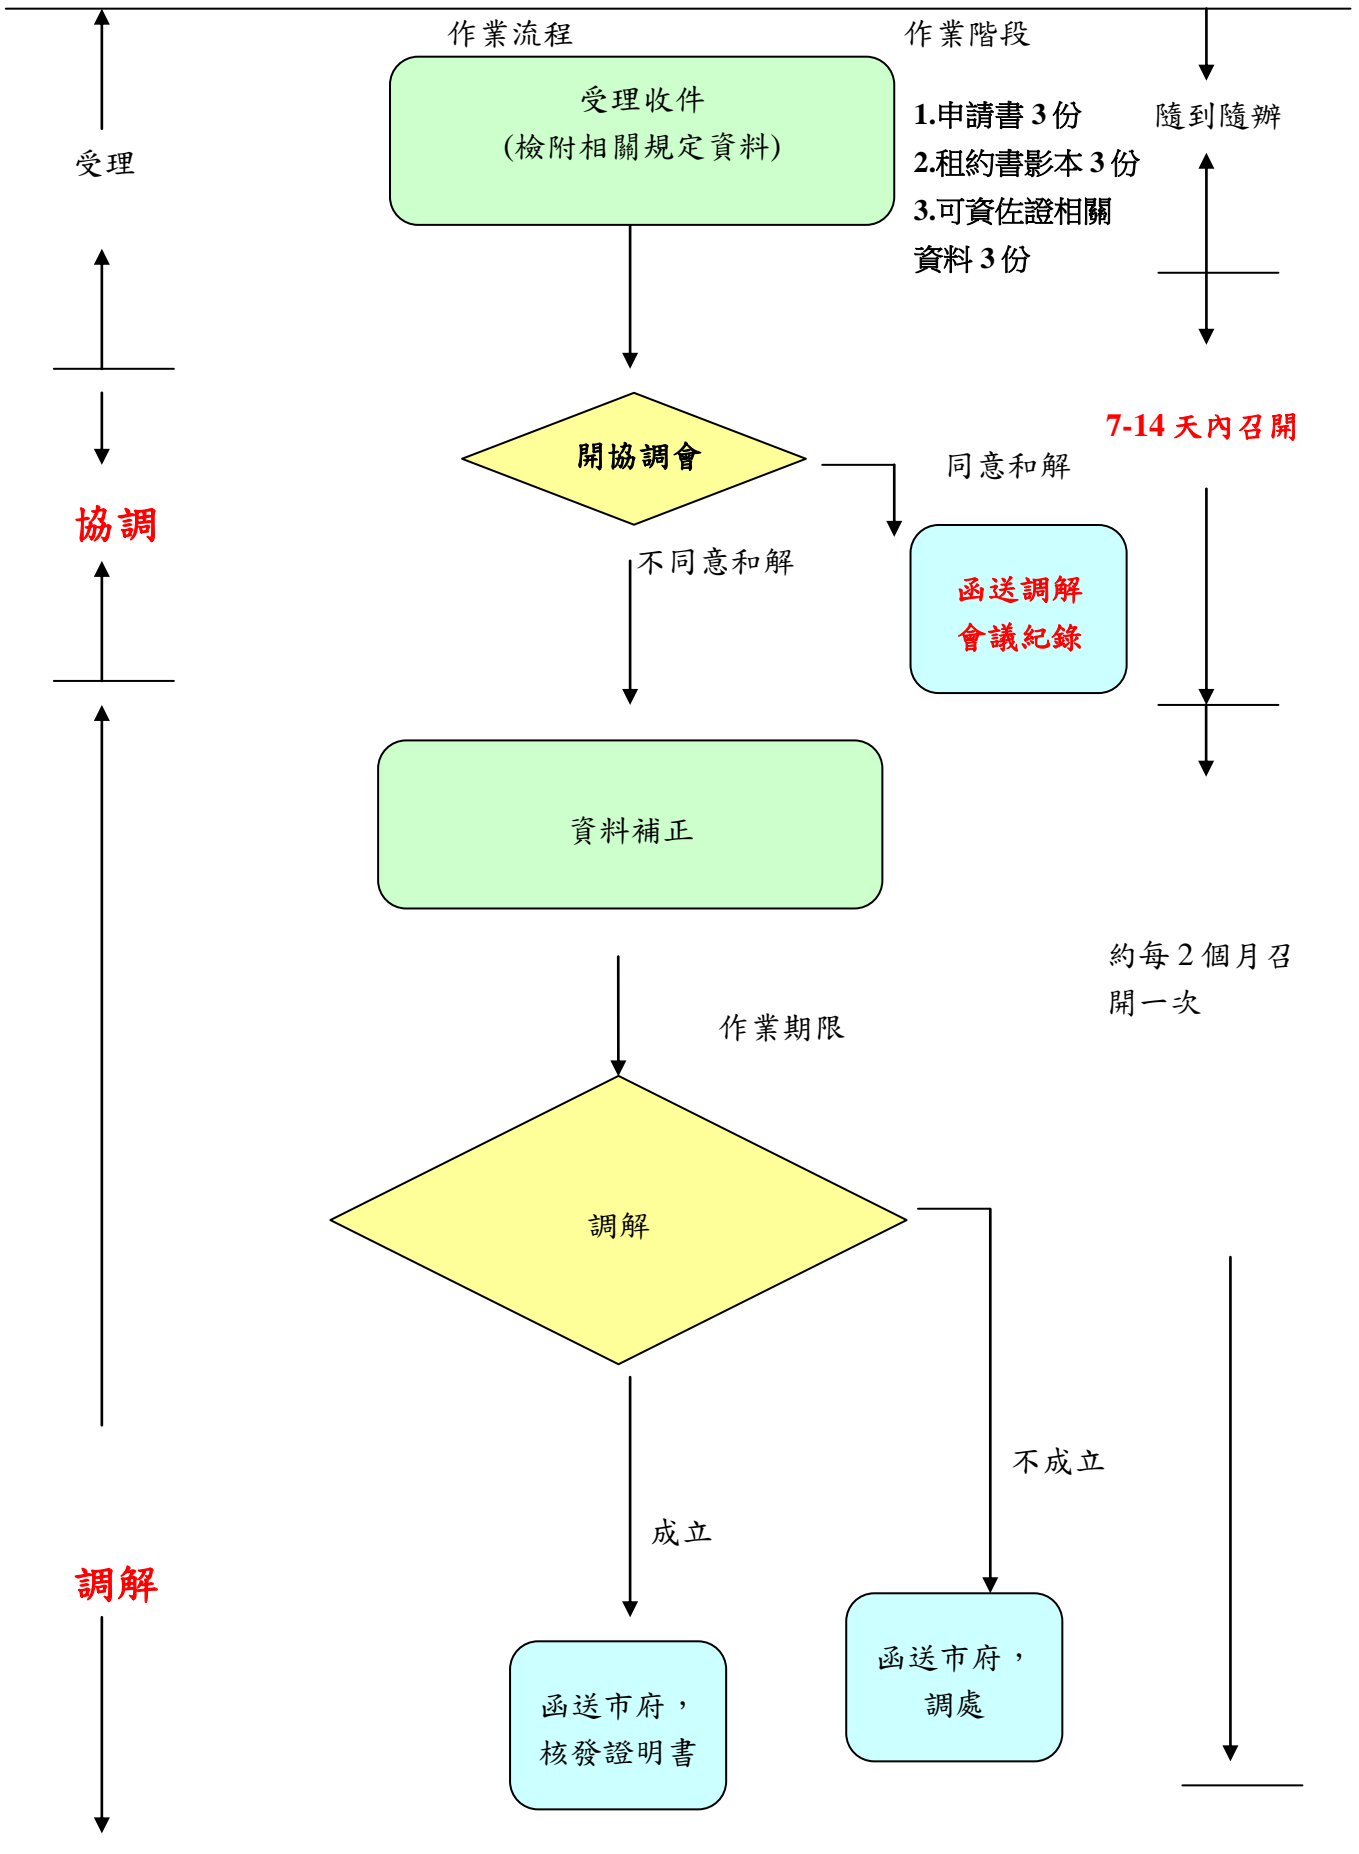 作業流程
作業階段
受理收件
(檢附相關規定資料)
1.申請書 3 份
2.租約書影本 3 份
3.可資佐證相關
資料 3 份
隨到隨辦
受理
7-14 天內召開
開協調會
同意和解
協調
不同意和解
函送調解
會議紀錄
資料補正
約每 2 個月召
開一次
作業期限
調解
不成立
成立
調解
函送市府，
調處
函送市府，
核發證明書